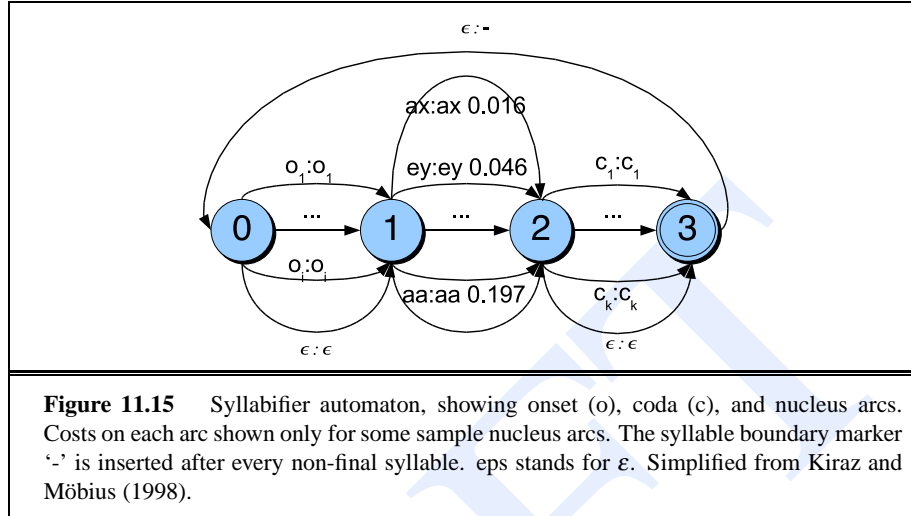 ϵ:-
ax:ax 0.016
o1:o1
ey:ey 0.046
c1:c1
... ... ...
0 1 2 3
oi:oi
aa:aa 0.197
ck:ck
ϵ:ϵ
ϵ:ϵ
Figure 11.15 Syllabifier automaton, showing onset (o), coda (c), and nucleus arcs.
Costs on each arc shown only for some sample nucleus arcs. The syllable boundary marker
‘-’ is inserted after every non-final syllable. eps stands for ε. Simplified from Kiraz and
Möbius (1998).